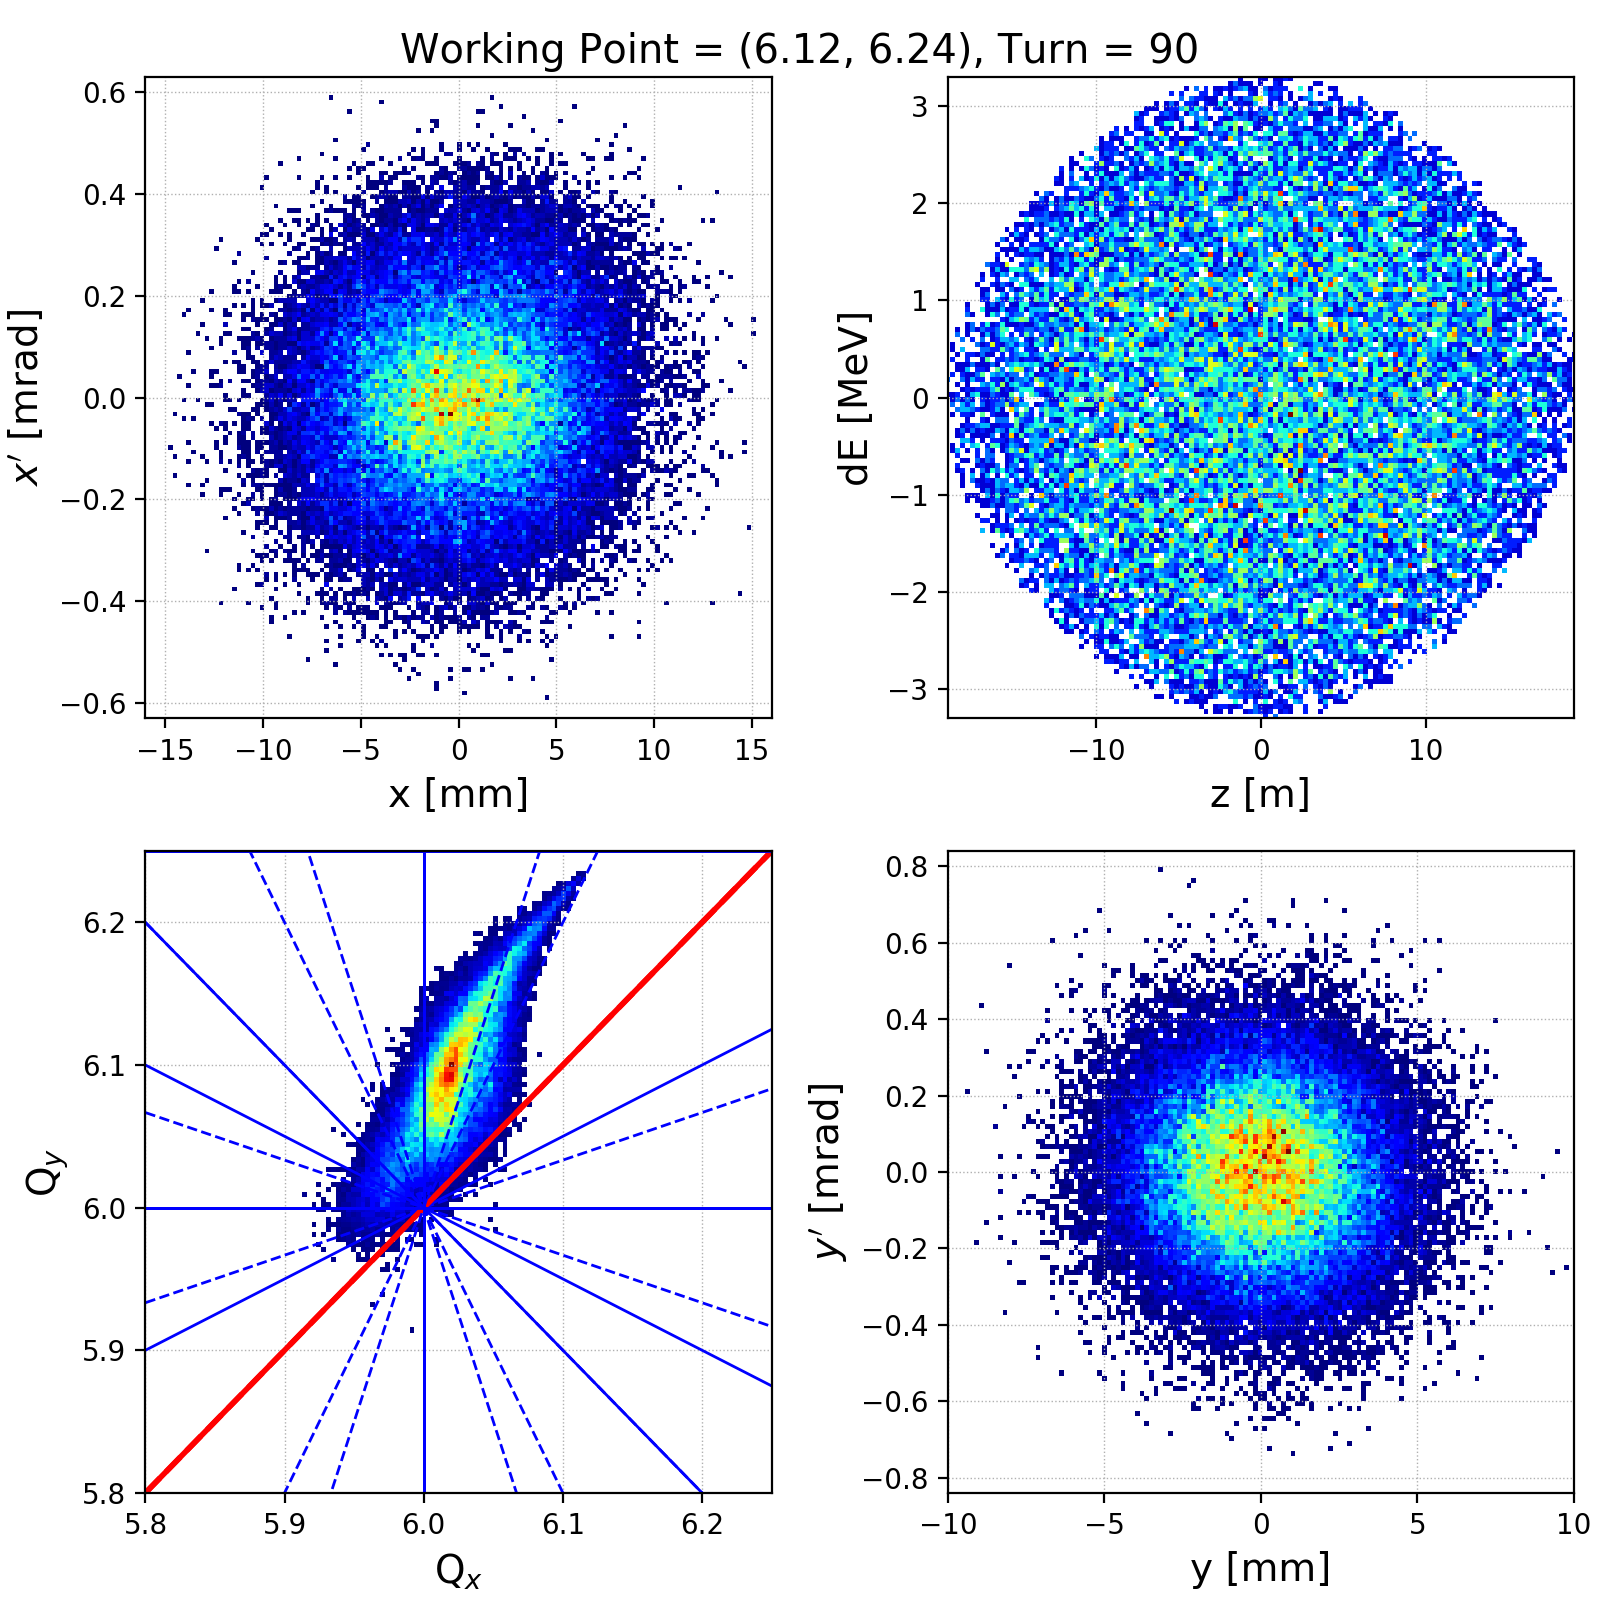 Working Point = (6.12, 6.24), Turn = 90
0.6
0.4
0.2
0.0
−0.2
−0.4
−0.6
x′ [mrad]
−15 −10 −5 0 5 10 15
x [mm]
3
2
1
0
−1
−2
−3
dE [MeV]
−10 0 10
z [m]
6.2
6.1
6.0
5.9
5.8
Qy
5.8 5.9 6.0 6.1 6.2
Qx
0.8
0.6
0.4
0.2
0.0
−0.2
−0.4
−0.6
−0.8
y′ [mrad]
−10 −5 0 5 10
y [mm]